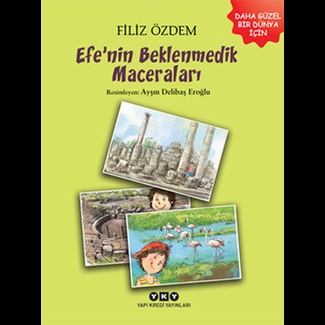 DAHA GÜZEL
BİR DÜNYA
İÇİN
FİLİZ ÖZDEM
Efe'nin Beklenmedik
Maceraları
Resimleyen: Ayşın Delibaş Eroğlu
YKY
YAPI KREDİ YAYINLARI